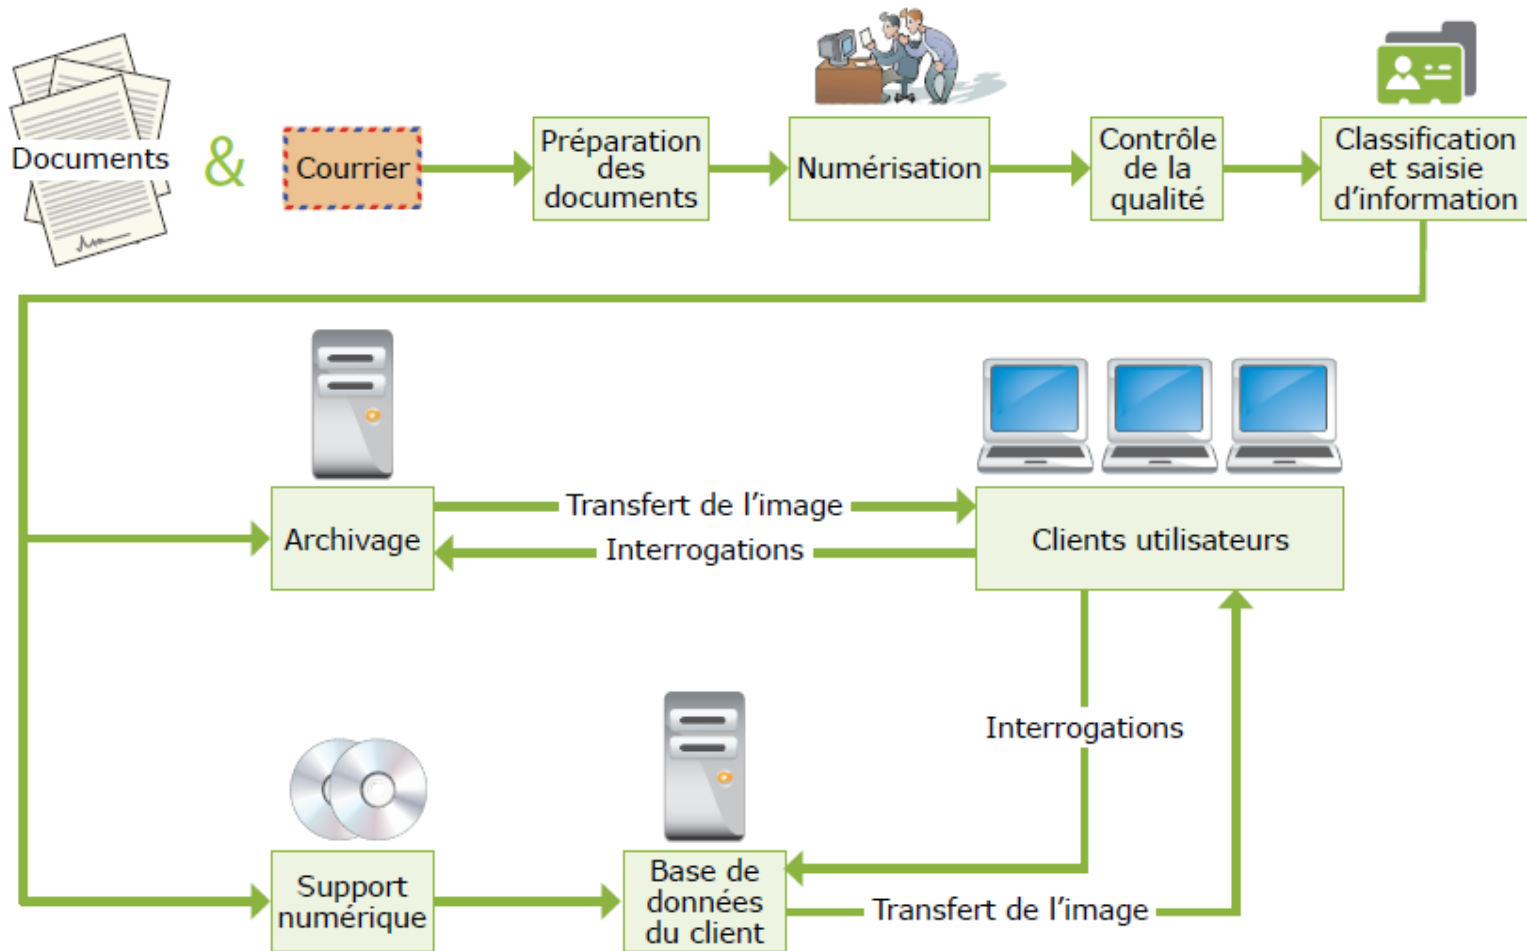 Documents
&
Courrier
Préparation
des
documents
Numérisation
Contrôle
de la
qualité
Classification
et saisie
d’information
Archivage
Transfert de l’image
Interrogations
Clients utilisateurs
Interrogations
Support
numérique
Base de
données
du client
Transfert de l’image